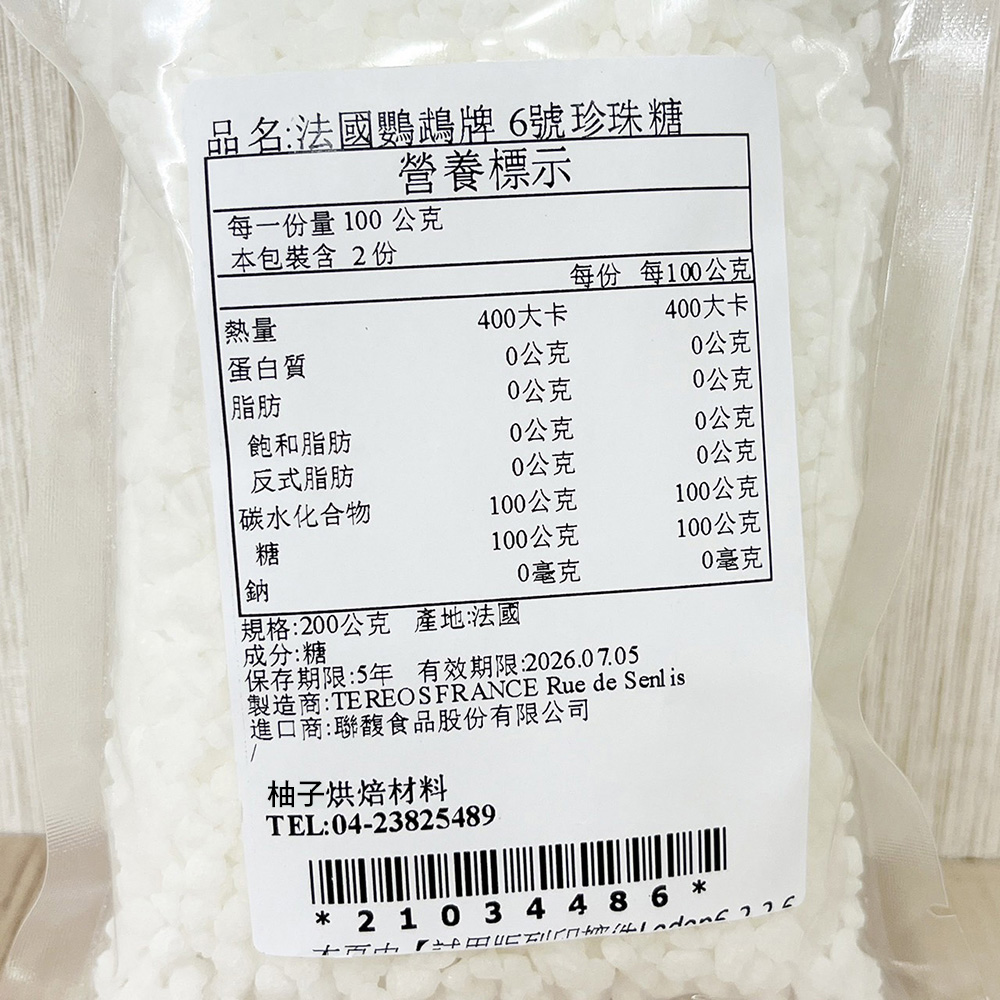 品名:法國鸚鵡牌 6號珍珠糖
營養標示
每一份量 100 公克
本包裝含 2 份
每份 每100公克
熱量 400大卡 400大卡
蛋白質 0公克 0公克
脂肪 0公克 0公克
飽和脂肪 0公克 0公克
反式脂肪 0公克 0公克
碳水化合物 100公克 100公克
糖 100公克 100公克
鈉 0毫克 0毫克
規格:200公克 產地:法國
成分:糖
保存期限:5年 有效期限:2026.07.05
製造商:TEREOS FRANCE Rue de Senlis
進口商:聯馥食品股份有限公司
/
柚子烘焙材料
TEL:04-23825489
*21034486*